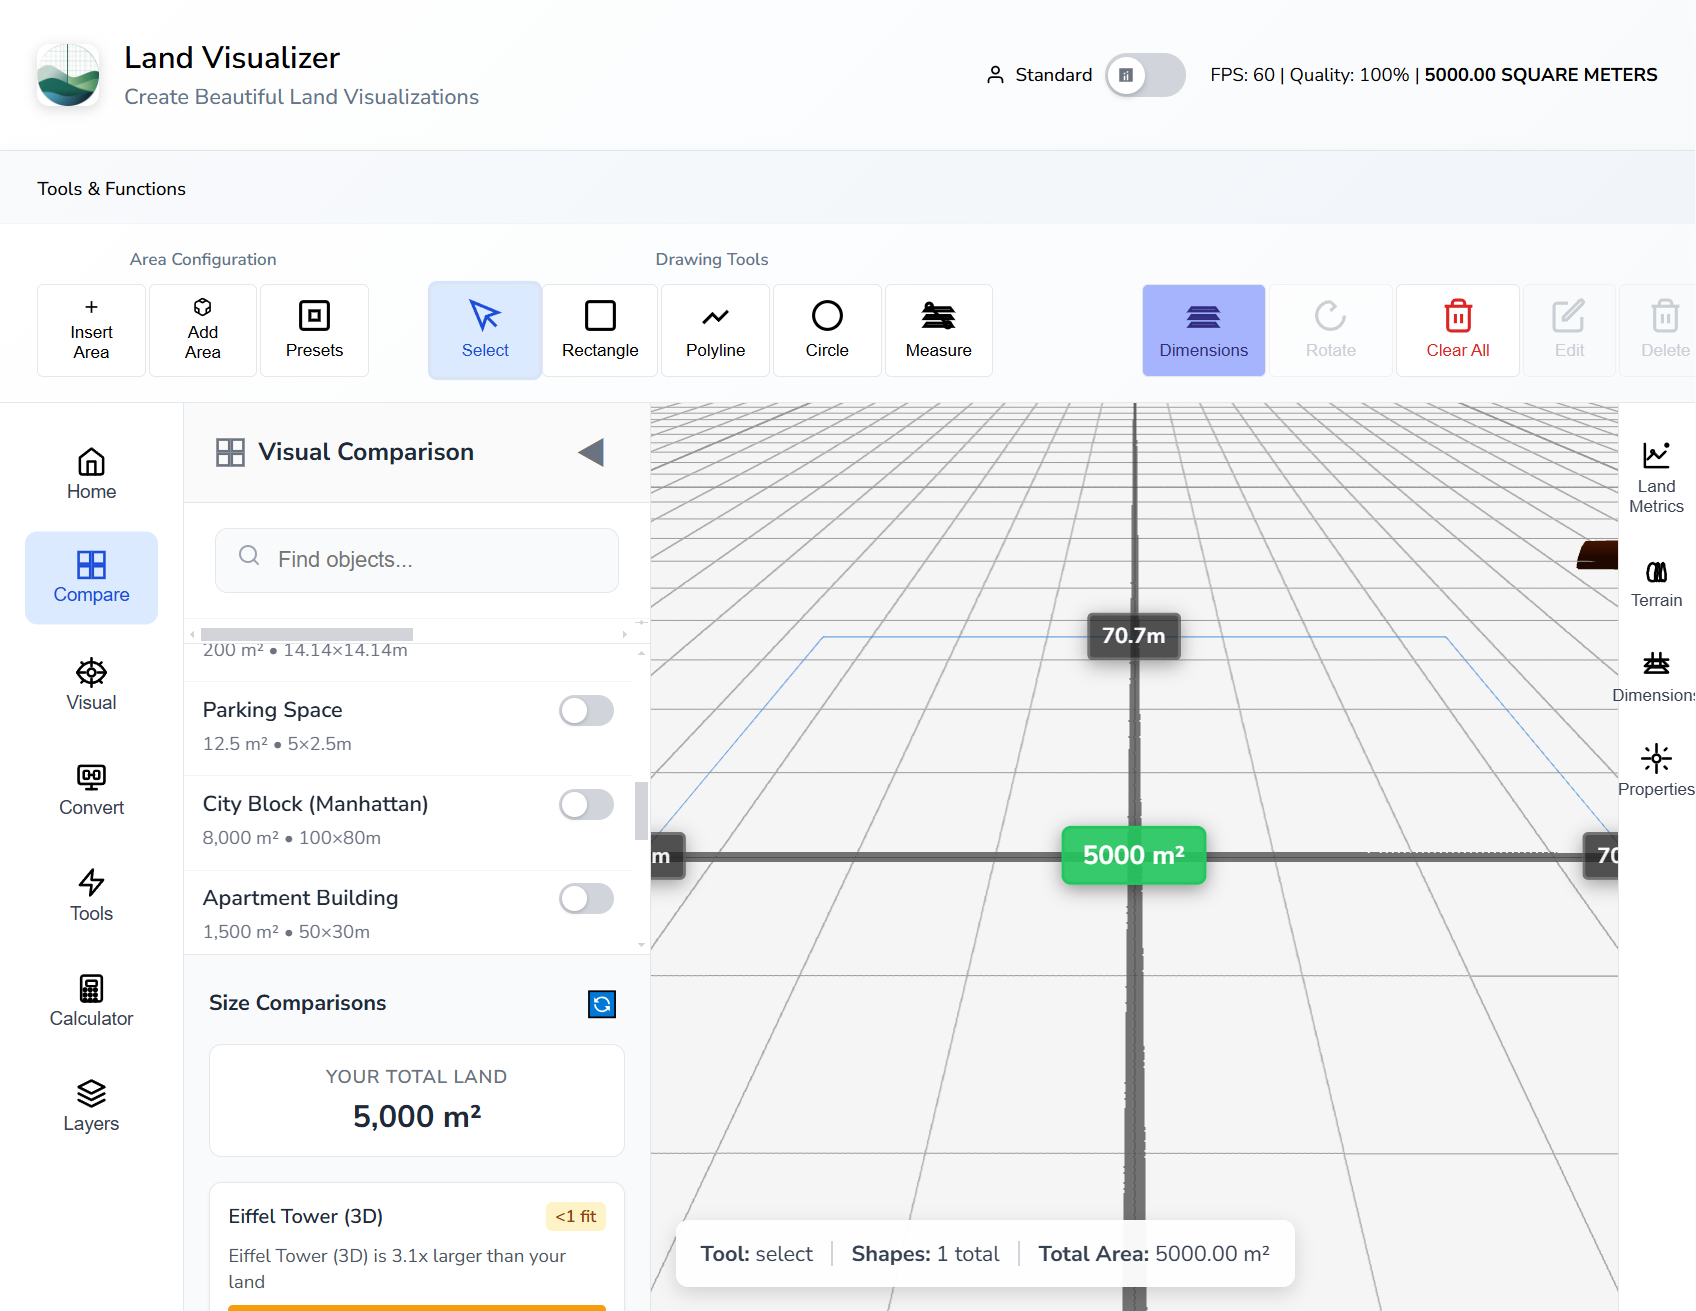 Land Visualizer
Create Beautiful Land Visualizations
Standard
FPS: 60 | Quality: 100% | 5000.00 SQUARE METERS
Tools & Functions
Area Configuration
Drawing Tools
Insert
Area
Add
Area
Presets
Select
Rectangle
Polyline
Circle
Measure
Dimensions
Rotate
Clear All
Edit
Delete
Home
Compare
Visual
Convert
Tools
Calculator
Layers
Visual Comparison
Find objects...
200 m² • 14.14×14.14m
Parking Space
12.5 m² • 5×2.5m
City Block (Manhattan)
8,000 m² • 100×80m
Apartment Building
1,500 m² • 50×30m
Size Comparisons
YOUR TOTAL LAND
5,000 m²
Eiffel Tower (3D)
<1 fit
Eiffel Tower (3D) is 3.1x larger than your
land
70.7m
m
5000 m²
70
Tool: select
Shapes: 1 total
Total Area: 5000.00 m²
Land
Metrics
Terrain
Dimensions
Properties